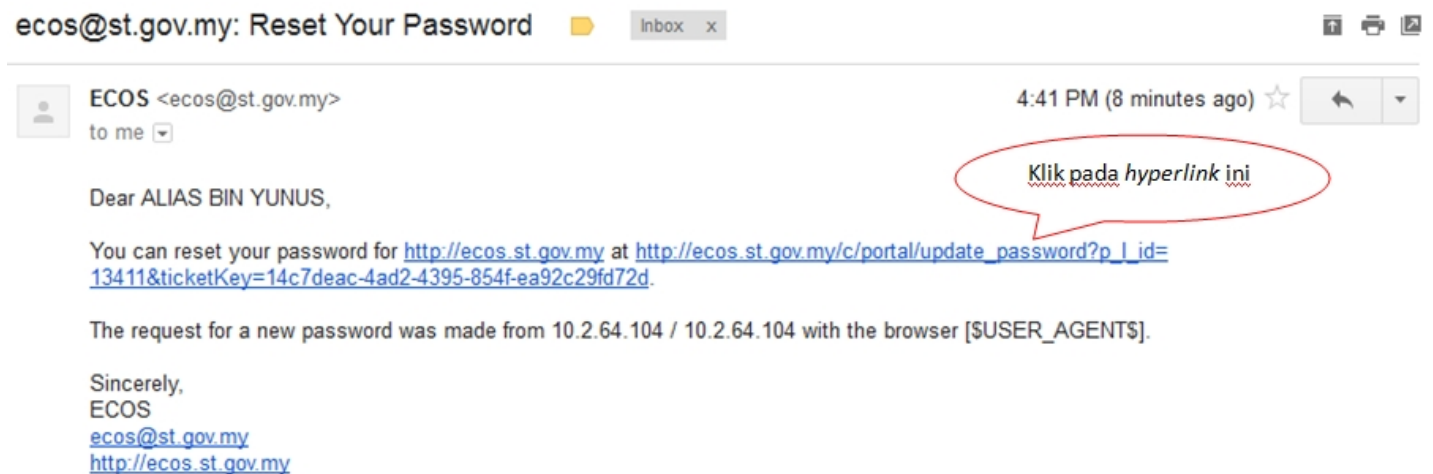 ecos@st.gov.my: Reset Your Password Inbox x
ECOS <ecos@st.gov.my> 4:41 PM (8 minutes ago)
to me
Klik pada hyperlink ini
Dear ALIAS BIN YUNUS,
You can reset your password for http://ecos.st.gov.my at http://ecos.st.gov.my/c/portal/update_password?p_l_id=
13411&ticketKey=14c7deac-4ad2-4395-854f-ea92c29fd72d.
The request for a new password was made from 10.2.64.104 / 10.2.64.104 with the browser [$USER_AGENT$].
Sincerely,
ECOS
ecos@st.gov.my
http://ecos.st.gov.my